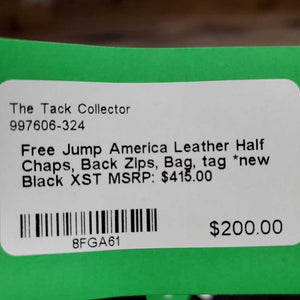 The Tack Collector
997606-324
Free Jump America Leather Half
Chaps, Back Zips, Bag, tag *new
Black XST MSRP: $415.00
8FGA61
$200.00